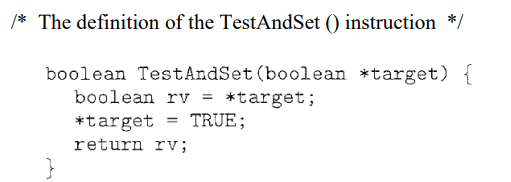 /* The definition of the TestAndSet () instruction */
boolean TestAndSet(boolean *target) {
boolean rv = *target;
*target = TRUE;
return rv;
}